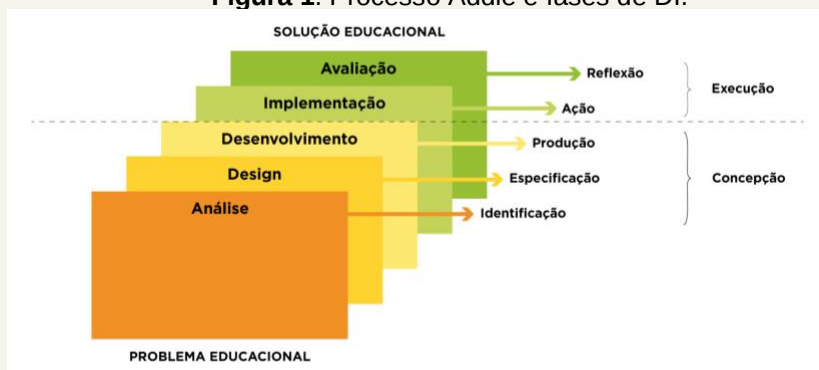 Figura 1. Processo Addie e fases de DI.
SOLUÇÃO EDUCACIONAL
Avaliação
Reflexão
Implementação
Ação
Execução
Desenvolvimento
Produção
Design
Especificação
Concepção
Análise
Identificação
PROBLEMA EDUCACIONAL